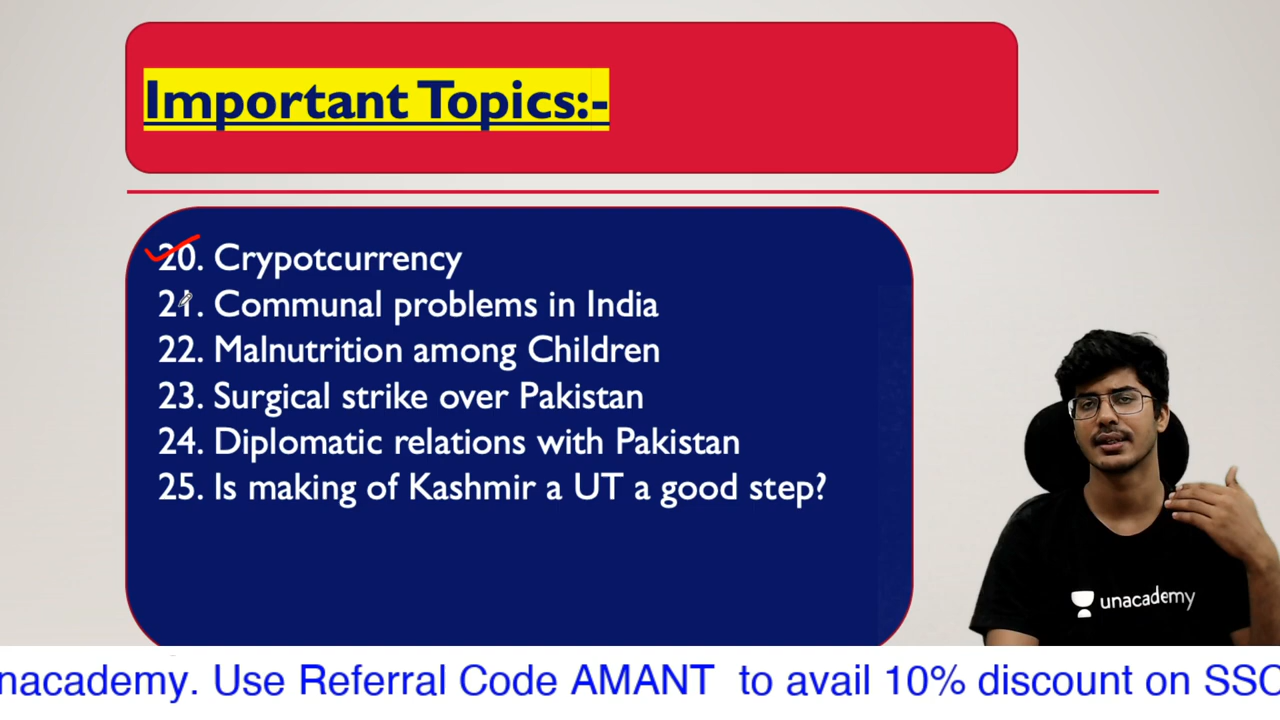 Important Topics:-
20. Crypotcurrency
21. Communal problems in India
22. Malnutrition among Children
23. Surgical strike over Pakistan
24. Diplomatic relations with Pakistan
25. Is making of Kashmir a UT a good step?
unacademy
nacademy. Use Referral Code AMANT to avail 10% discount on SSC